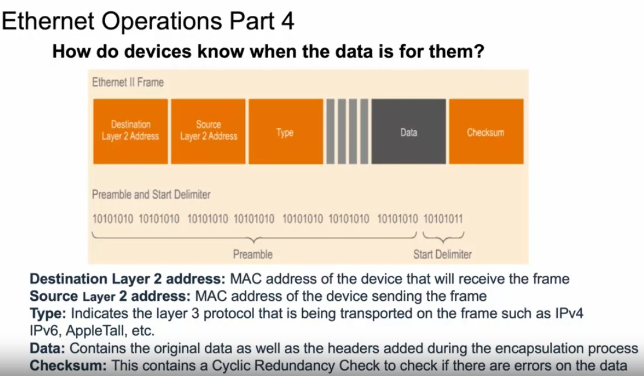 Ethernet Operations Part 4
How do devices know when the data is for them?
Ethernet II Frame
Destination
Layer 2 Address
Source
Layer 2 Address
Type
Data
Checksum
Preamble and Start Delimiter
10101010 10101010 10101010 10101010 10101010 10101010 10101010 10101011
Preamble
Start Delimiter
Destination Layer 2 address: MAC address of the device that will receive the frame
Source Layer 2 address: MAC address of the device sending the frame
Type: Indicates the layer 3 protocol that is being transported on the frame such as IPv4
IPv6, AppleTall, etc.
Data: Contains the original data as well as the headers added during the encapsulation process
Checksum: This contains a Cyclic Redundancy Check to check if there are errors on the data